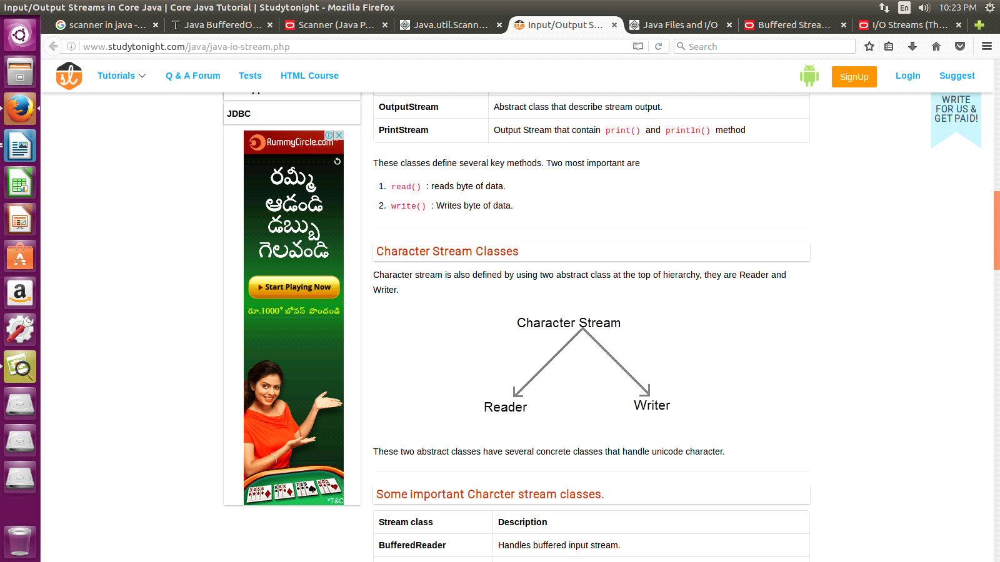 Input/Output Streams in Core Java | Core Java Tutorial | Studytonight - Mozilla Firefox
En
10:23 PM
scanner in java -...
Java BufferedO...
Scanner (Java P...
Java.util.Scann...
Input/Output S...
Java Files and I/O
Buffered Strea...
I/O Streams (Th...
www.studytonight.com/java/java-io-stream.php
Search
Tutorials
Q & A Forum
Tests
HTML Course
SignUp
LogIn
Suggest
WRITE
FOR US &
GET PAID!
JDBC
OutputStream
Abstract class that describe stream output.
PrintStream
Output Stream that contain print() and println() method
RummyCircle.com
రమ్మీ
ఆడండి
డబ్బు
గెలవండి
Start Playing Now
రూ.1000* బోనస్ పొందండి
*T&C
These classes define several key methods. Two most important are
1. read() : reads byte of data.
2. write() : Writes byte of data.
Character Stream Classes
Character stream is also defined by using two abstract class at the top of hierarchy, they are Reader and
Writer.
Character Stream
Reader
Writer
These two abstract classes have several concrete classes that handle unicode character.
Some important Charcter stream classes.
Stream class
Description
BufferedReader
Handles buffered input stream.